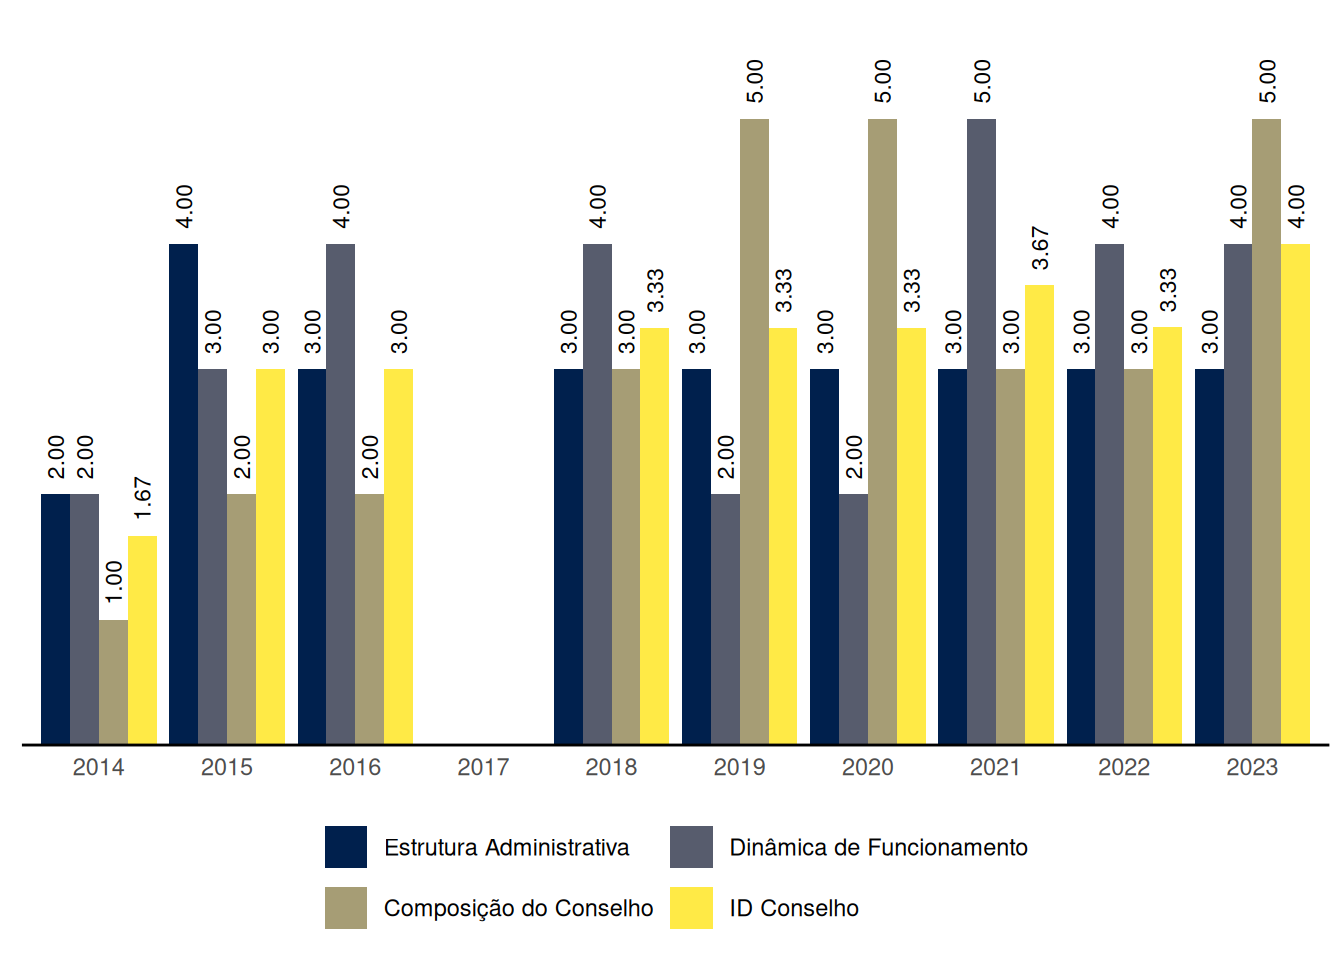 2.00 2.00 1.00 1.67 4.00 3.00 2.00 3.00 3.00 4.00 2.00 3.00 3.00 4.00 3.00 3.33 3.00 2.00 5.00 3.33 3.00 2.00 5.00 3.33 3.00 5.00 3.00 3.67 3.00 4.00 3.00 3.33 3.00 4.00 5.00 4.00
2014 2015 2016 2017 2018 2019 2020 2021 2022 2023
Estrutura Administrativa Dinâmica de Funcionamento
Composição do Conselho ID Conselho